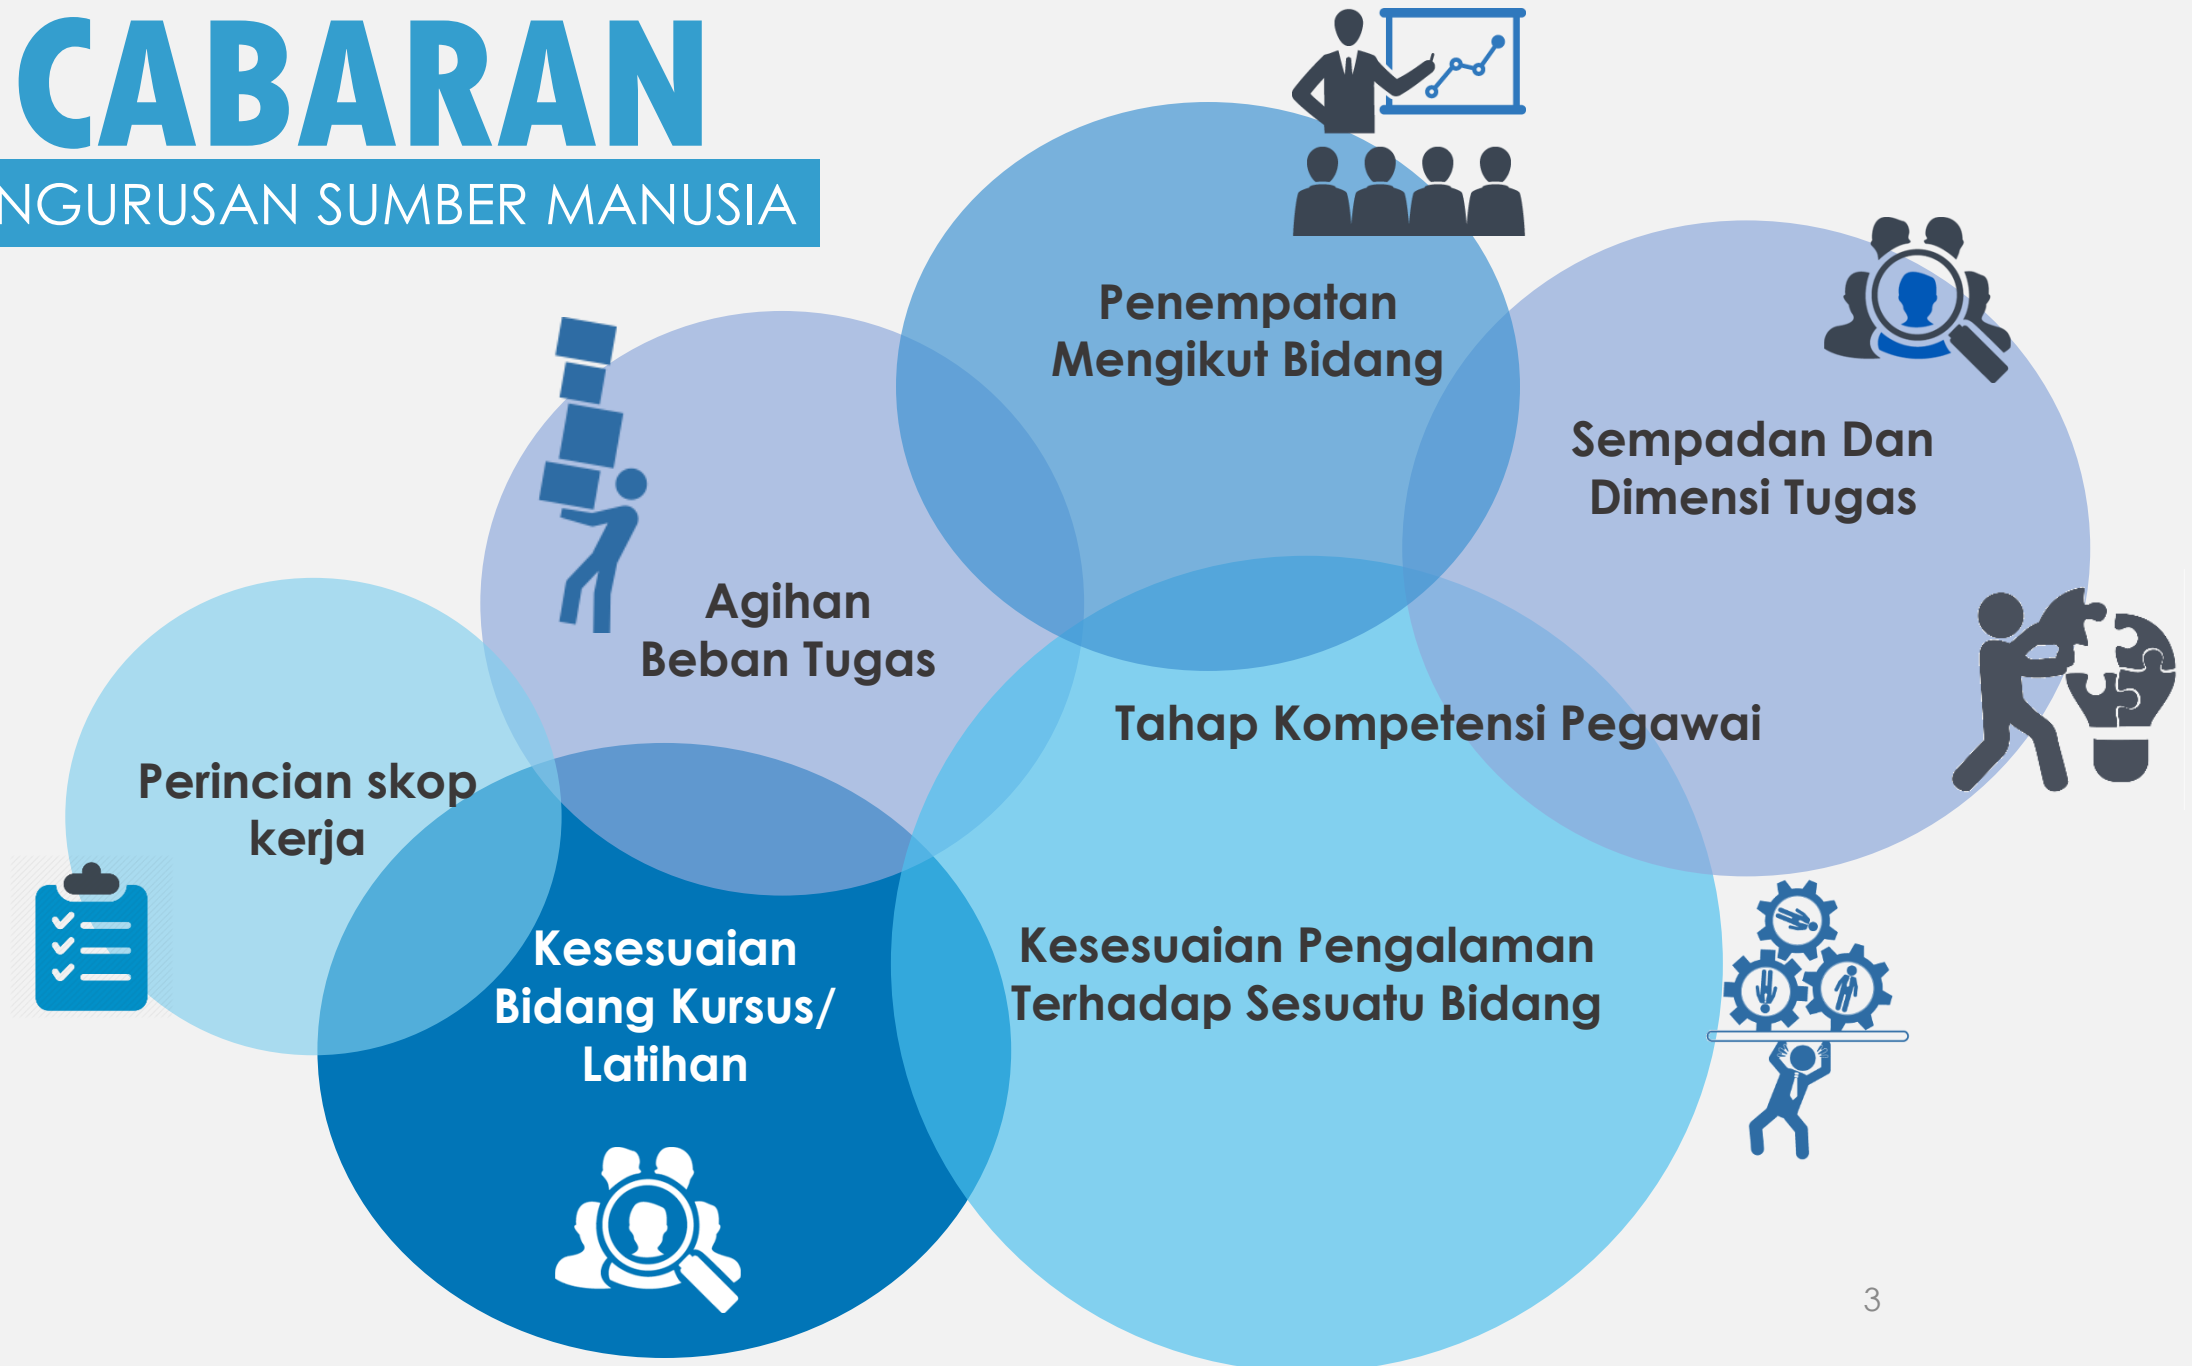 CABARAN
NGURUSAN SUMBER MANUSIA
Penempatan
Mengikut Bidang
Sempadan Dan
Dimensi Tugas
Agihan
Beban Tugas
Tahap Kompetensi Pegawai
Perincian skop
kerja
Kesesuaian
Bidang Kursus/
Latihan
Kesesuaian Pengalaman
Terhadap Sesuatu Bidang
3